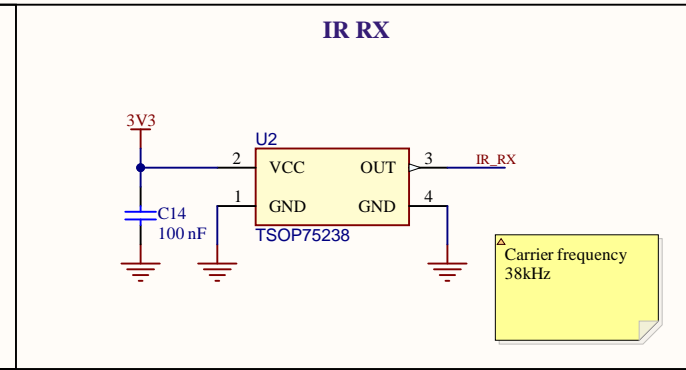 IR RX
3V3
U2
2 VCC OUT 3 IR_RX
1 GND GND 4
C14
100 nF
TSOP75238
Carrier frequency
38kHz